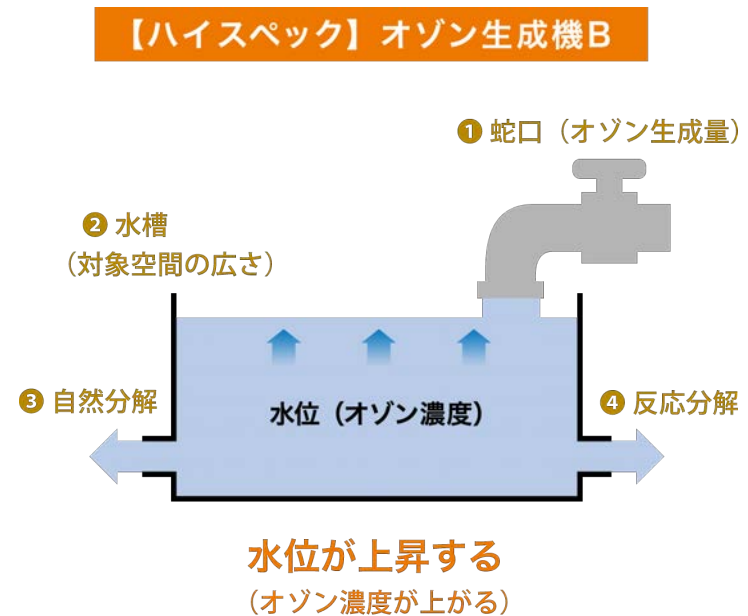 【ハイスペック】オゾン生成機B
❶ 蛇口（オゾン生成量）
❷ 水槽
（対象空間の広さ）
❸ 自然分解
❹ 反応分解
水位（オゾン濃度）
水位が上昇する
（オゾン濃度が上がる）